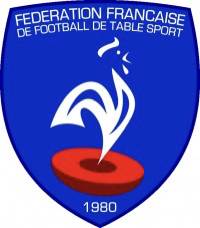 FEDERATION FRANCAISE
DE FOOTBALL DE TABLE SPORT
1980